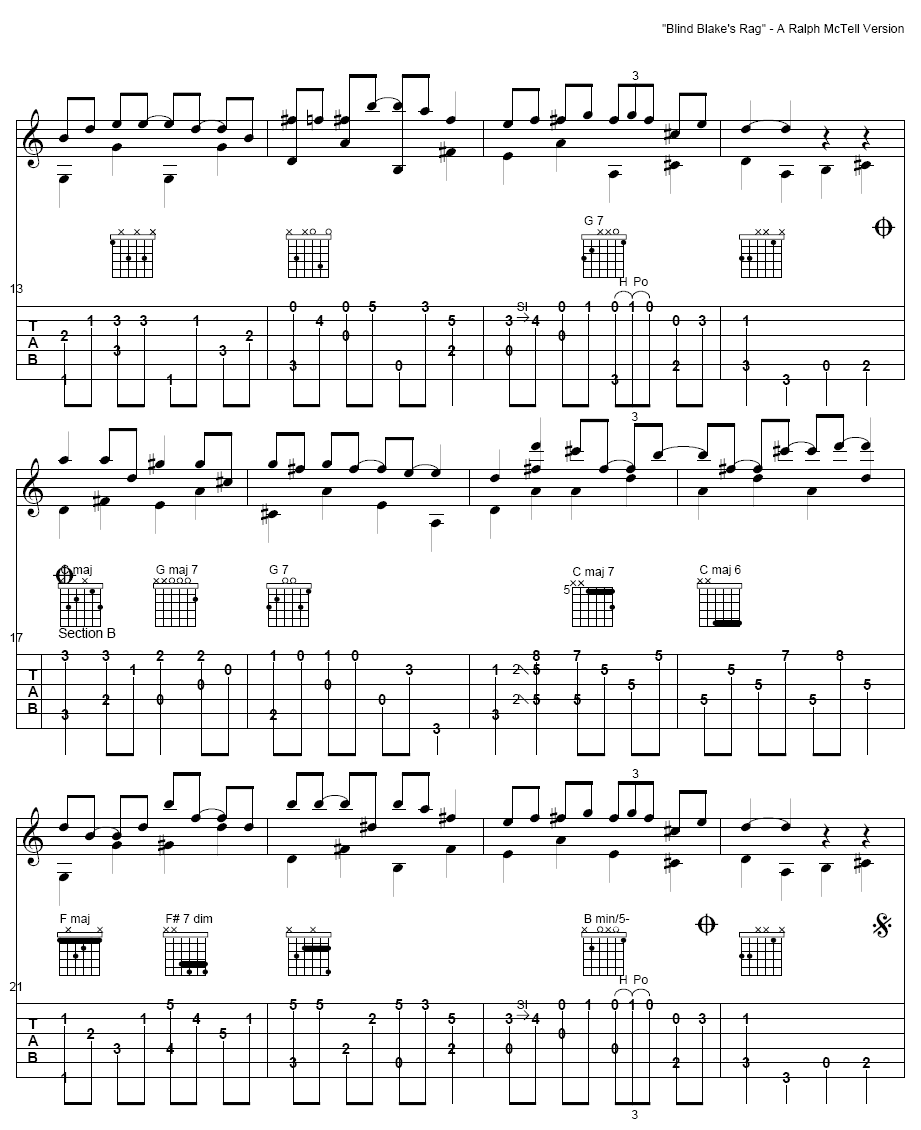 "Blind Blake's Rag" - A Ralph McTell Version
3
G 7
H Po
13
0 0 5 3 Sl 0 1 0 1 0
1 3 3 1 4 5 3 4 0 3 1
T
A
B
2 2 0 0
3 3 2 0
3 0 3 2 3 0 2
1 1 3
3
C maj G maj 7 G 7 C maj 7 C maj 6
5
17
Section B
3 3 2 2 1 0 1 0 8 7 5 7 8
1 0 3 1 2 5 5 5
T
A
B
0 0 5 5 5
2 0 0 2 5 5 5 5
3 2 3
3
3
F maj F# 7 dim B min/5-
H Po
21
5 5 5 5 3 Sl 0 1 0 1 0
1 1 4 1 2 5 3 4 0 3 1
T
A
B
2 5 0
3 4 2 2 0 0
3 0 2 3 0 2
1 3
3